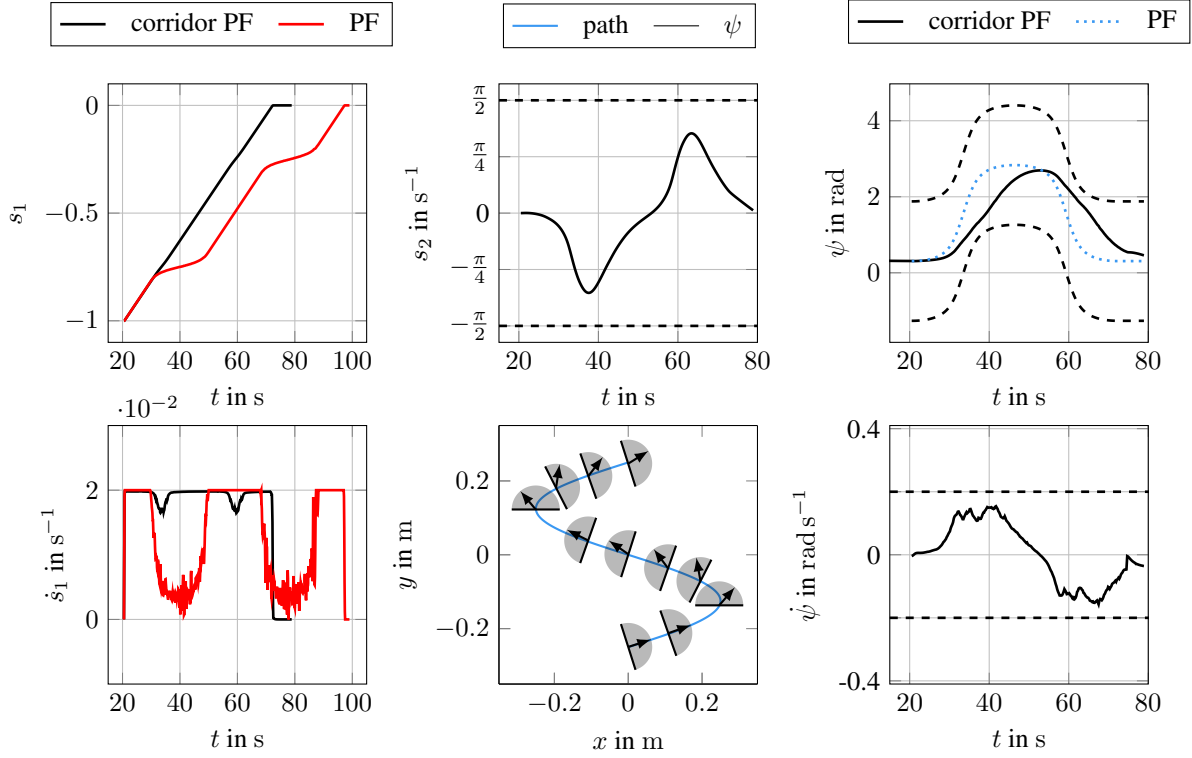 corridor PF PF
path ψ
corridor PF PF
0
−0.5
−1
20 40 60 80 100
s₁
t in s
π/2
π/4
0
−π/4
−π/2
20 40 60 80
s₂ in s⁻¹
t in s
4
2
0
20 40 60 80
ψ in rad
t in s
·10⁻²
2
0
20 40 60 80 100
ṡ₁ in s⁻¹
t in s
0.2
0
−0.2
−0.2 0 0.2
y in m
x in m
0.4
0
-0.4
20 40 60 80
ψ̇ in rad s⁻¹
t in s